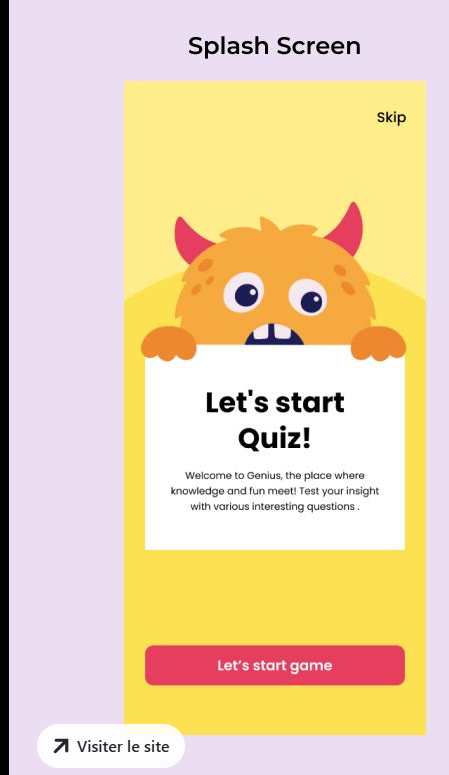 Splash Screen
Skip
Let's start
Quiz!
Welcome to Genius, the place where
knowledge and fun meet! Test your insight
with various interesting questions .
Let’s start game
Visiter le site